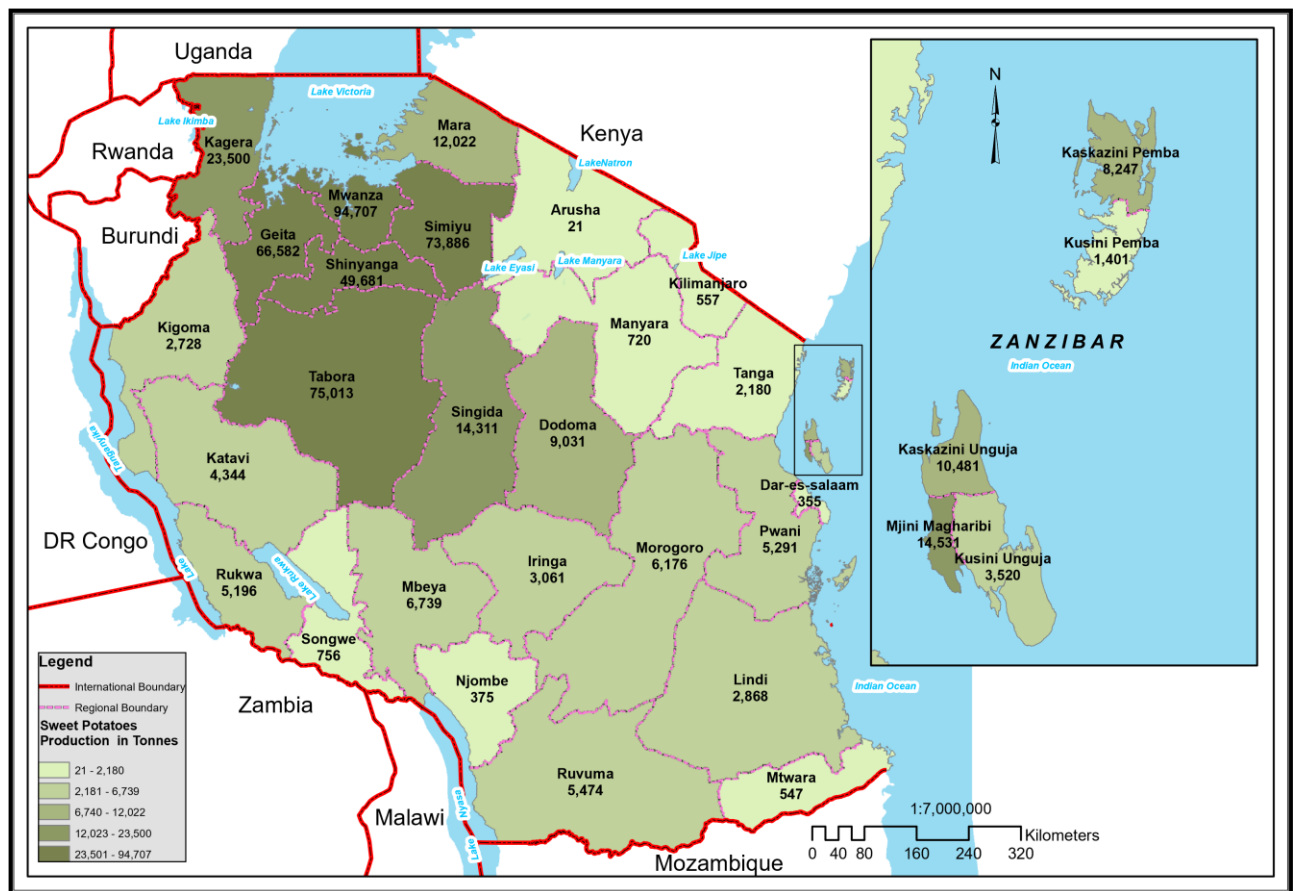 Uganda
Lake Victoria
Lake Ikimba
Kagera
23,500
Mara
12,022
Kenya
Rwanda
LakeNatron
Mwanza
94,707
Arusha
21
Burundi
Geita
66,582
Simiyu
73,886
Shinyanga
49,681
Lake Eyasi
Lake Manyara
Lake Jipe
Kilimanjaro
557
Kigoma
2,728
Manyara
720
Tabora
75,013
Tanga
2,180
Singida
14,311
Dodoma
9,031
Katavi
4,344
Tanganyika
Lake
Dar-es-salaam
355
Pwani
5,291
DR Congo
Rukwa
5,196
Lake Rukwa
Mbeya
6,739
Iringa
3,061
Morogoro
6,176
Songwe
756
Njombe
375
Lindi
2,868
Indian Ocean
Zambia
Ruvuma
5,474
Mtwara
547
Malawi
Nyasa
Lake
Mozambique
N
Kaskazini Pemba
8,247
Kusini Pemba
1,401
ZANZIBAR
Indian Ocean
Kaskazini Unguja
10,481
Mjini Magharibi
14,531
Kusini Unguja
3,520
Legend
International Boundary
Regional Boundary
Sweet Potatoes
Production in Tonnes
21 - 2,180
2,181 - 6,739
6,740 - 12,022
12,023 - 23,500
23,501 - 94,707
1:7,000,000
Kilometers
0 40 80 160 240 320